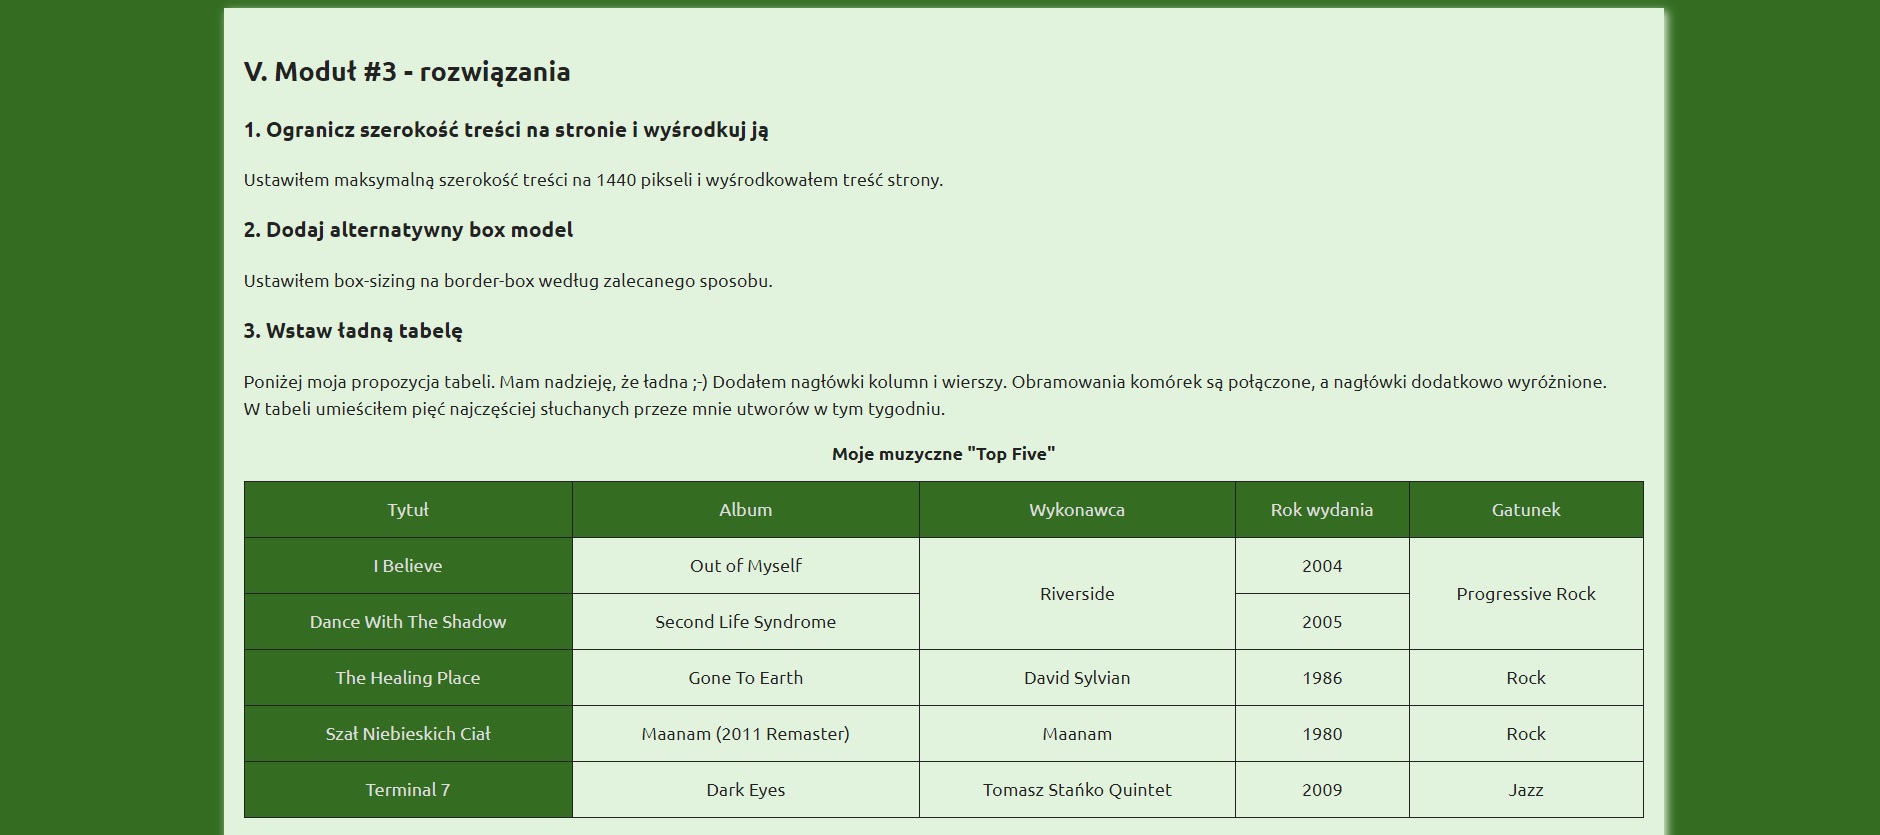 V. Moduł #3 - rozwiązania
1. Ogranicz szerokość treści na stronie i wyśrodkuj ją
Ustawiłem maksymalną szerokość treści na 1440 pikseli i wyśrodkowałem treść strony.
2. Dodaj alternatywny box model
Ustawiłem box-sizing na border-box według zalecanego sposobu.
3. Wstaw ładną tabelę
Poniżej moja propozycja tabeli. Mam nadzieję, że ładna ;-) Dodałem nagłówki kolumn i wierszy. Obramowania komórek są połączone, a nagłówki dodatkowo wyróżnione.
W tabeli umieściłem pięć najczęściej słuchanych przeze mnie utworów w tym tygodniu.
Moje muzyczne "Top Five"
Tytuł Album Wykonawca Rok wydania Gatunek
I Believe Out of Myself Riverside 2004 Progressive Rock
Dance With The Shadow Second Life Syndrome 2005
The Healing Place Gone To Earth David Sylvian 1986 Rock
Szał Niebieskich Ciał Maanam (2011 Remaster) Maanam 1980 Rock
Terminal 7 Dark Eyes Tomasz Stańko Quintet 2009 Jazz